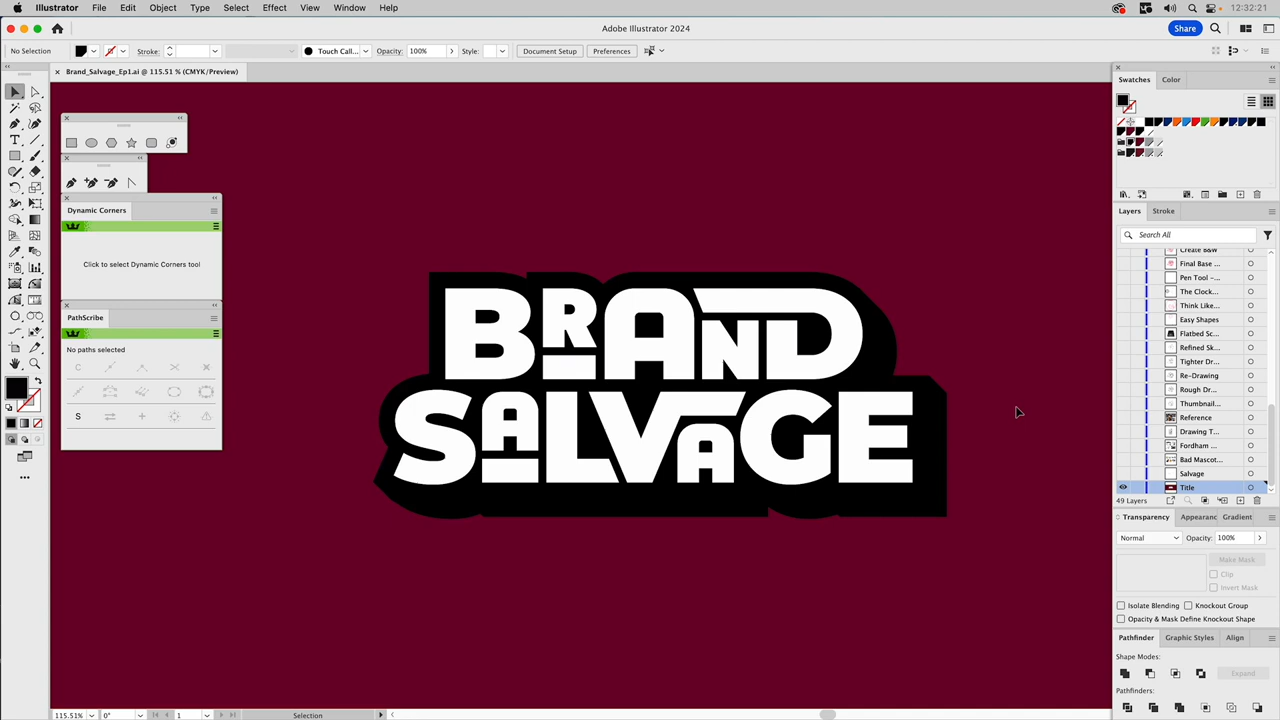 Illustrator File Edit Object Type Select Effect View Window Help 12:32:21
Adobe Illustrator 2024 Share
No Selection Stroke: Touch Call... Opacity: 100% Style: Document Setup Preferences
× Brand_Salvage_Ep1.ai @ 115.51 % (CMYK/Preview)
Dynamic Corners
Click to select Dynamic Corners tool
PathScribe
No paths selected
C
S
BRAND
SALVAGE
Swatches Color
Layers Stroke
Search All
Create B&W
Final Base ...
Pen Tool -...
The Clock...
Think Like...
Easy Shapes
Flatbed Sc...
Refined Sk...
Tighter Dr...
Re-Drawing
Rough Dr...
Thumbnail...
Reference
Drawing T...
Fordham ...
Bad Mascot...
Salvage
Title
49 Layers
Transparency Appearanc Gradient
Normal Opacity: 100%
Make Mask
Clip
Invert Mask
Isolate Blending Knockout Group
Opacity & Mask Define Knockout Shape
Pathfinder Graphic Styles Align
Shape Modes:
Expand
Pathfinders:
115.51% 0° 1 Selection